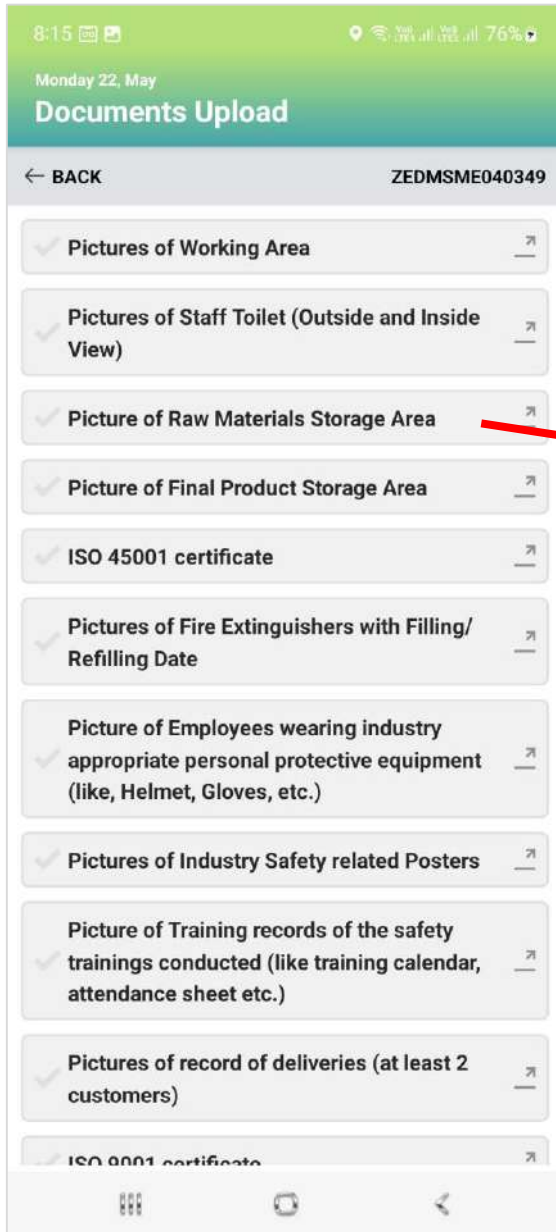 8:15 76%
Monday 22, May
Documents Upload
← BACK ZEDMSME040349
Pictures of Working Area
Pictures of Staff Toilet (Outside and Inside
View)
Picture of Raw Materials Storage Area
Picture of Final Product Storage Area
ISO 45001 certificate
Pictures of Fire Extinguishers with Filling/
Refilling Date
Picture of Employees wearing industry
appropriate personal protective equipment
(like, Helmet, Gloves, etc.)
Pictures of Industry Safety related Posters
Picture of Training records of the safety
trainings conducted (like training calendar,
attendance sheet etc.)
Pictures of record of deliveries (at least 2
customers)
ISO 9001 certificate